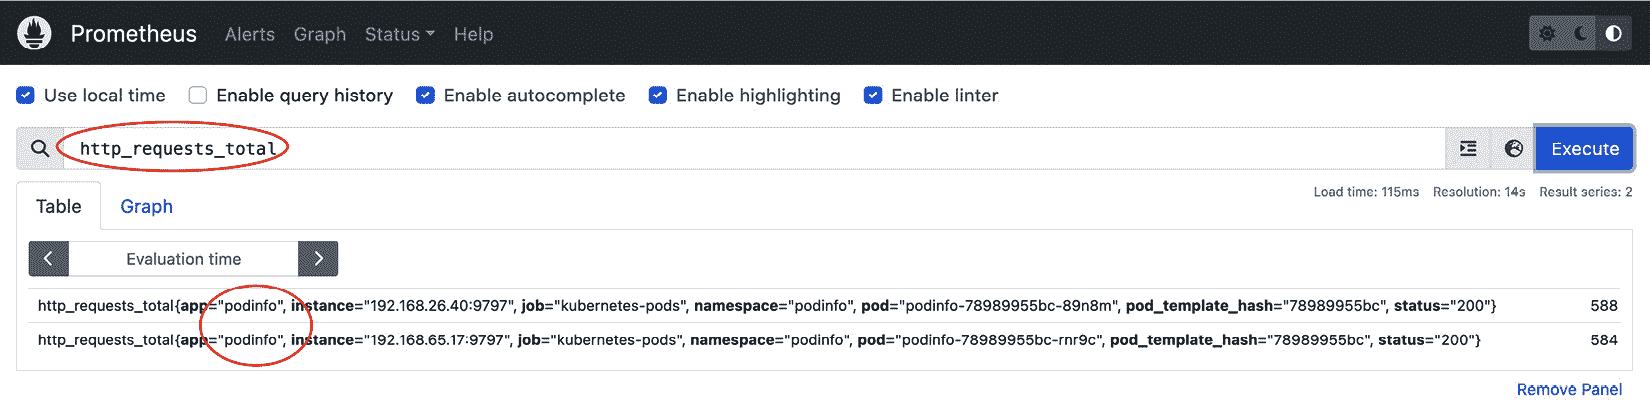 Prometheus Alerts Graph Status Help
Use local time Enable query history Enable autocomplete Enable highlighting Enable linter
http_requests_total Execute
Load time: 115ms Resolution: 14s Result series: 2
Table Graph
Evaluation time
http_requests_total{app="podinfo", instance="192.168.26.40:9797", job="kubernetes-pods", namespace="podinfo", pod="podinfo-78989955bc-89n8m", pod_template_hash="78989955bc", status="200"} 588
http_requests_total{app="podinfo", instance="192.168.65.17:9797", job="kubernetes-pods", namespace="podinfo", pod="podinfo-78989955bc-rnr9c", pod_template_hash="78989955bc", status="200"} 584
Remove Panel